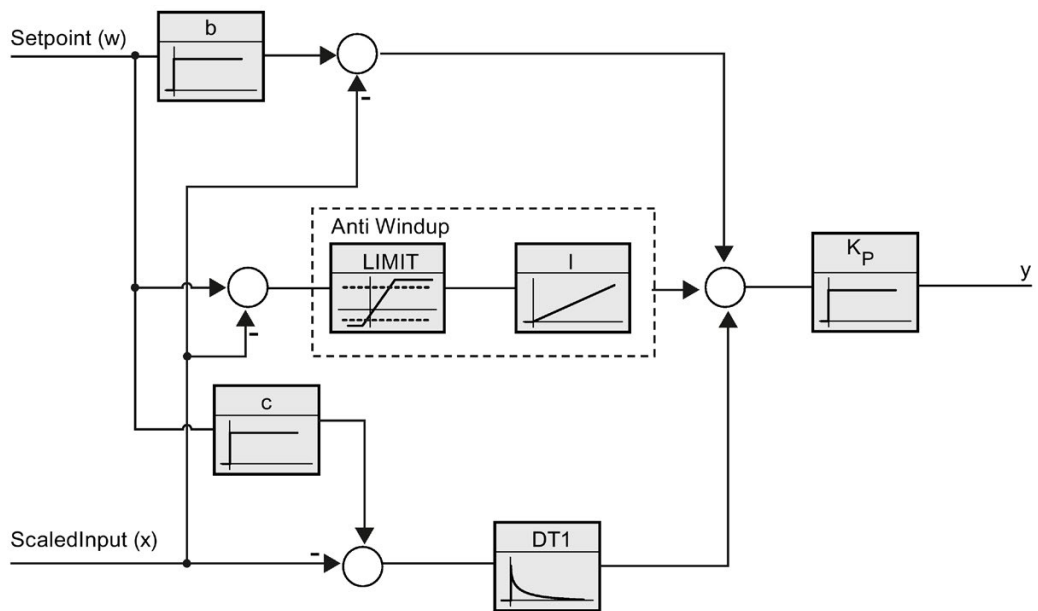 Setpoint (w)
b
-
Anti Windup
LIMIT
I
K_P
y
-
c
ScaledInput (x)
-
DT1